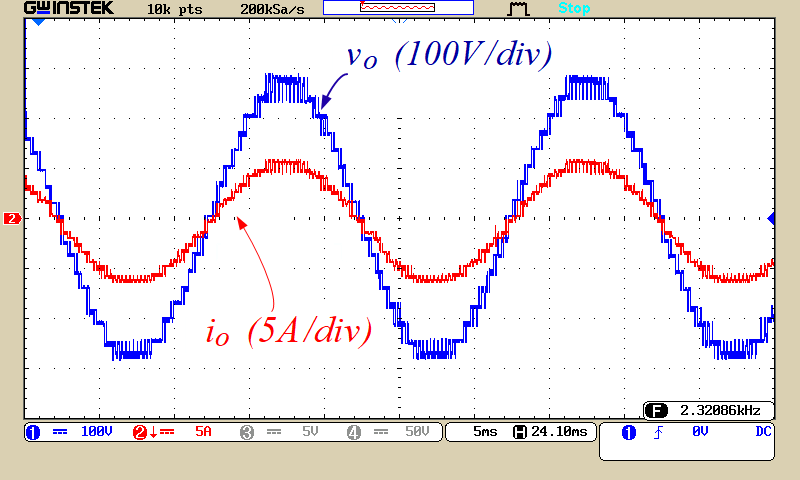 GWINSTEK 10k pts 200kSa/s Stop
vo (100V/div)
2
io (5A/div)
F 2.32086kHz
1 100V 2 5A 3 5V 4 50V 5ms H 24.10ms 1 0V DC